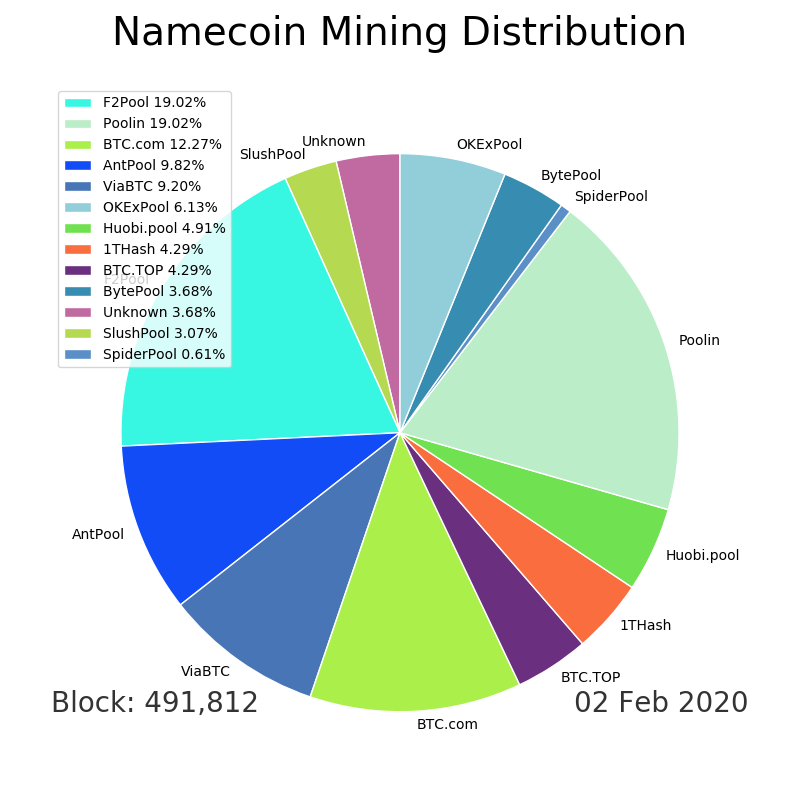 Namecoin Mining Distribution
F2Pool 19.02%
Poolin 19.02%
BTC.com 12.27%
AntPool 9.82%
ViaBTC 9.20%
OKExPool 6.13%
Huobi.pool 4.91%
1THash 4.29%
BTC.TOP 4.29%
BytePool 3.68%
Unknown 3.68%
SlushPool 3.07%
SpiderPool 0.61%
Unknown
SlushPool
OKExPool
BytePool
SpiderPool
F2Pool
Poolin
AntPool
Huobi.pool
1THash
ViaBTC
BTC.TOP
BTC.com
Block: 491,812
02 Feb 2020